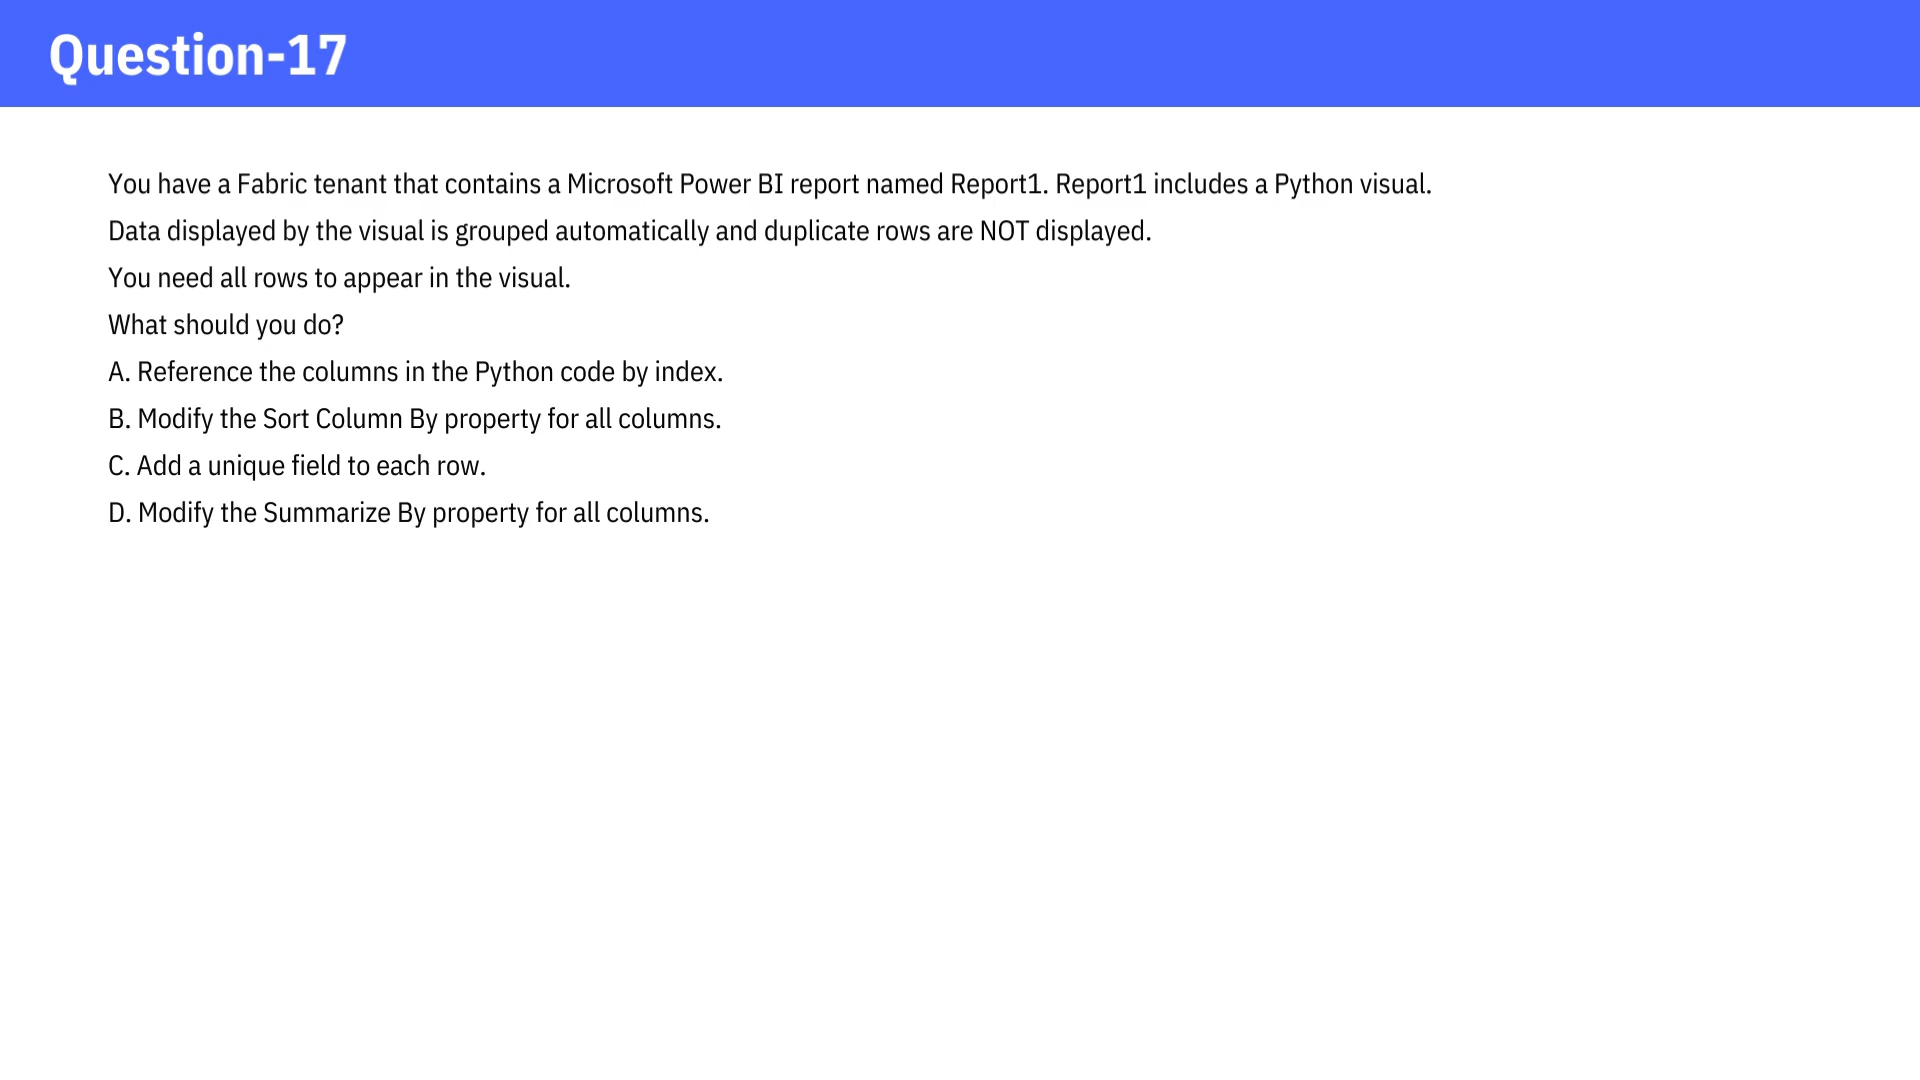 Question-17
You have a Fabric tenant that contains a Microsoft Power BI report named Report1. Report1 includes a Python visual.
Data displayed by the visual is grouped automatically and duplicate rows are NOT displayed.
You need all rows to appear in the visual.
What should you do?
A. Reference the columns in the Python code by index.
B. Modify the Sort Column By property for all columns.
C. Add a unique field to each row.
D. Modify the Summarize By property for all columns.